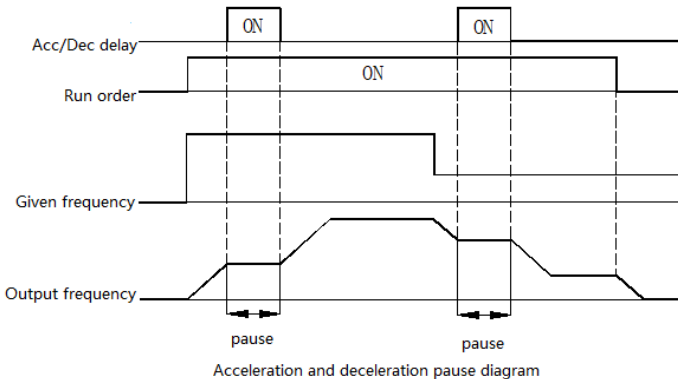 ON
ON
Acc/Dec delay
ON
Run order
Given frequency
Output frequency
pause
pause
Acceleration and deceleration pause diagram